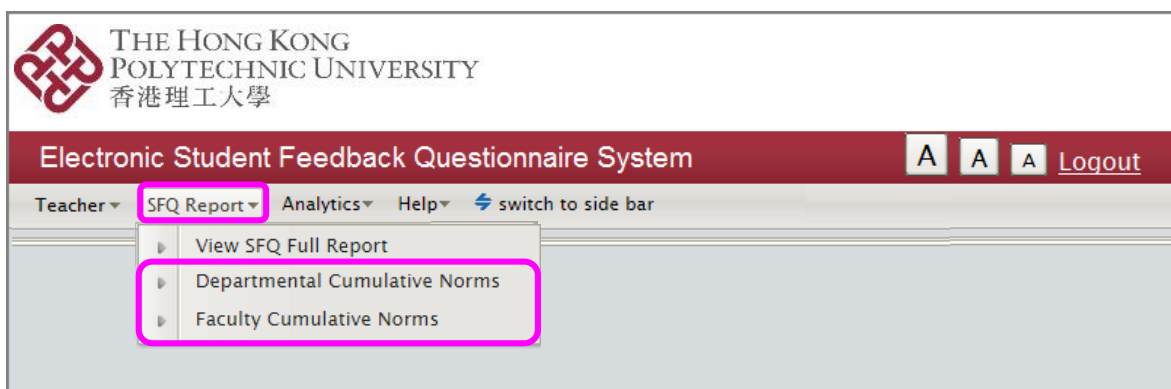 THE HONG KONG
POLYTECHNIC UNIVERSITY
香港理工大學
Electronic Student Feedback Questionnaire System
A A A Logout
Teacher SFQ Report Analytics Help switch to side bar
View SFQ Full Report
Departmental Cumulative Norms
Faculty Cumulative Norms